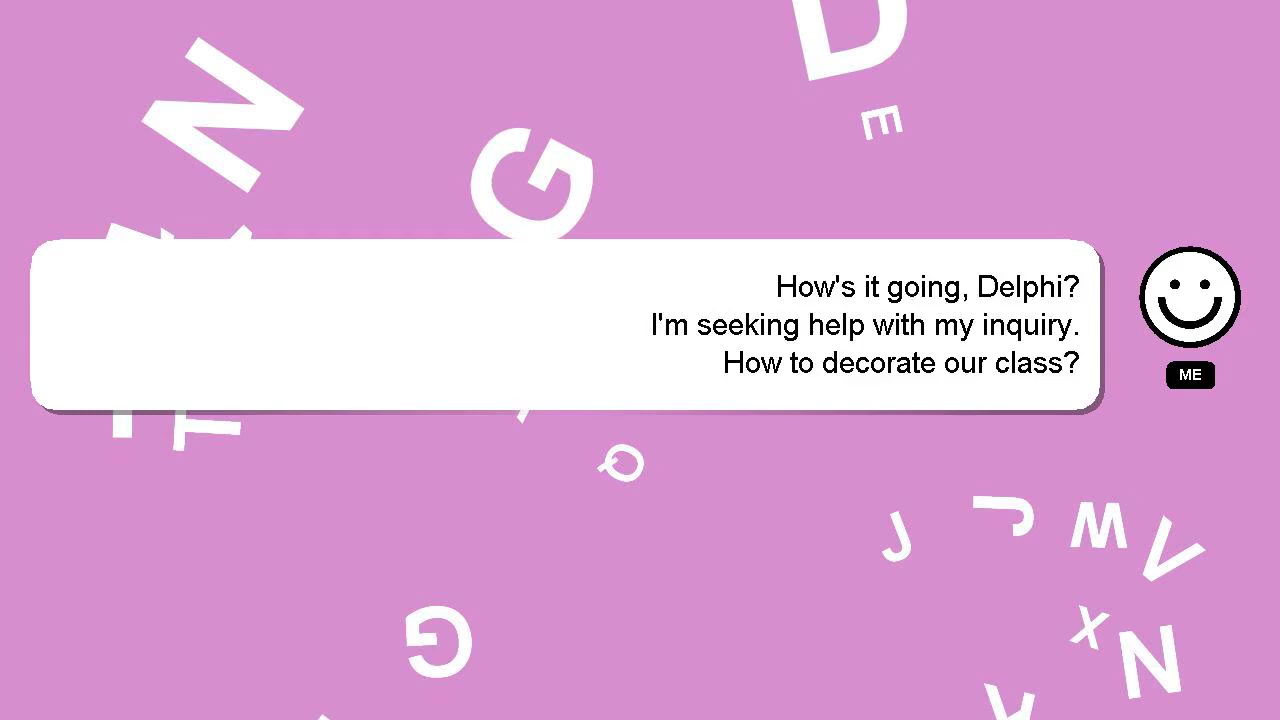 N
D
E
G
How's it going, Delphi?
I'm seeking help with my inquiry.
How to decorate our class?
ME
T
Q
J
J
W
V
G
X
N